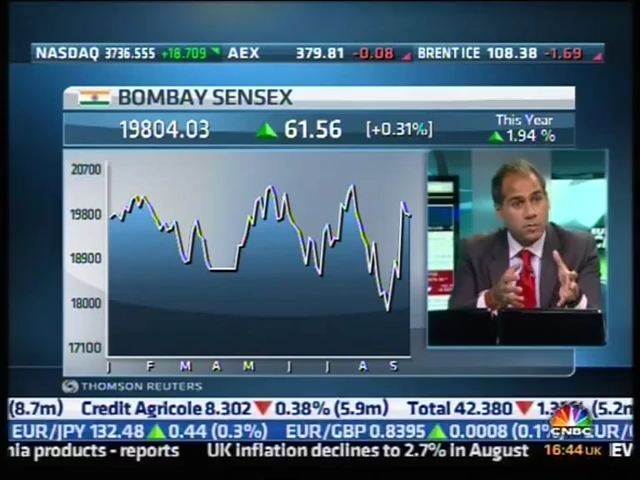 NASDAQ 3736.555 +18.709 AEX 379.81 -0.08 BRENT ICE 108.38 -1.69
BOMBAY SENSEX
19804.03 61.56 [+0.31%] This Year 1.94 %
20700
19800
18900
18000
17100
J F M A M J J A S
THOMSON REUTERS
(8.7m) Credit Agricole 8.302 0.38% (5.9m) Total 42.380 (5.2m
CNBC
EUR/JPY 132.48 0.44 (0.3%) EUR/GBP 0.8395 0.0008 (0.1%
products - reports UK inflation declines to 2.7% in August 16:44 UK